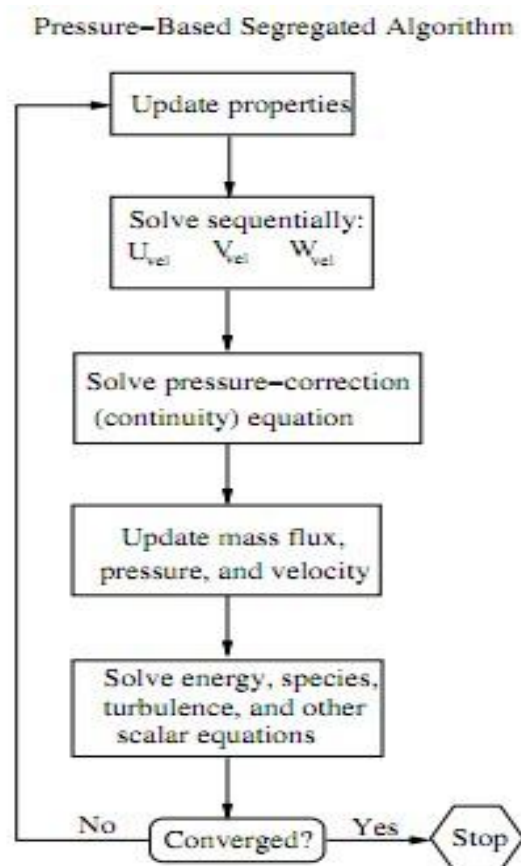 Pressure-Based Segregated Algorithm
Update properties
Solve sequentially:
Uvel Vvel Wvel
Solve pressure-correction
(continuity) equation
Update mass flux,
pressure, and velocity
Solve energy, species,
turbulence, and other
scalar equations
No Converged? Yes Stop